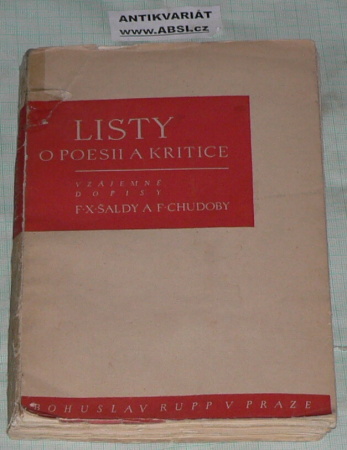 ANTIKVARIÁT
www.ABSI.cz
LISTY
O POESII A KRITICE
VZÁJEMNÉ
DOPISY
F·X·ŠALDY A F·CHUDOBY
BOHUSLAV RUPP V PRAZE